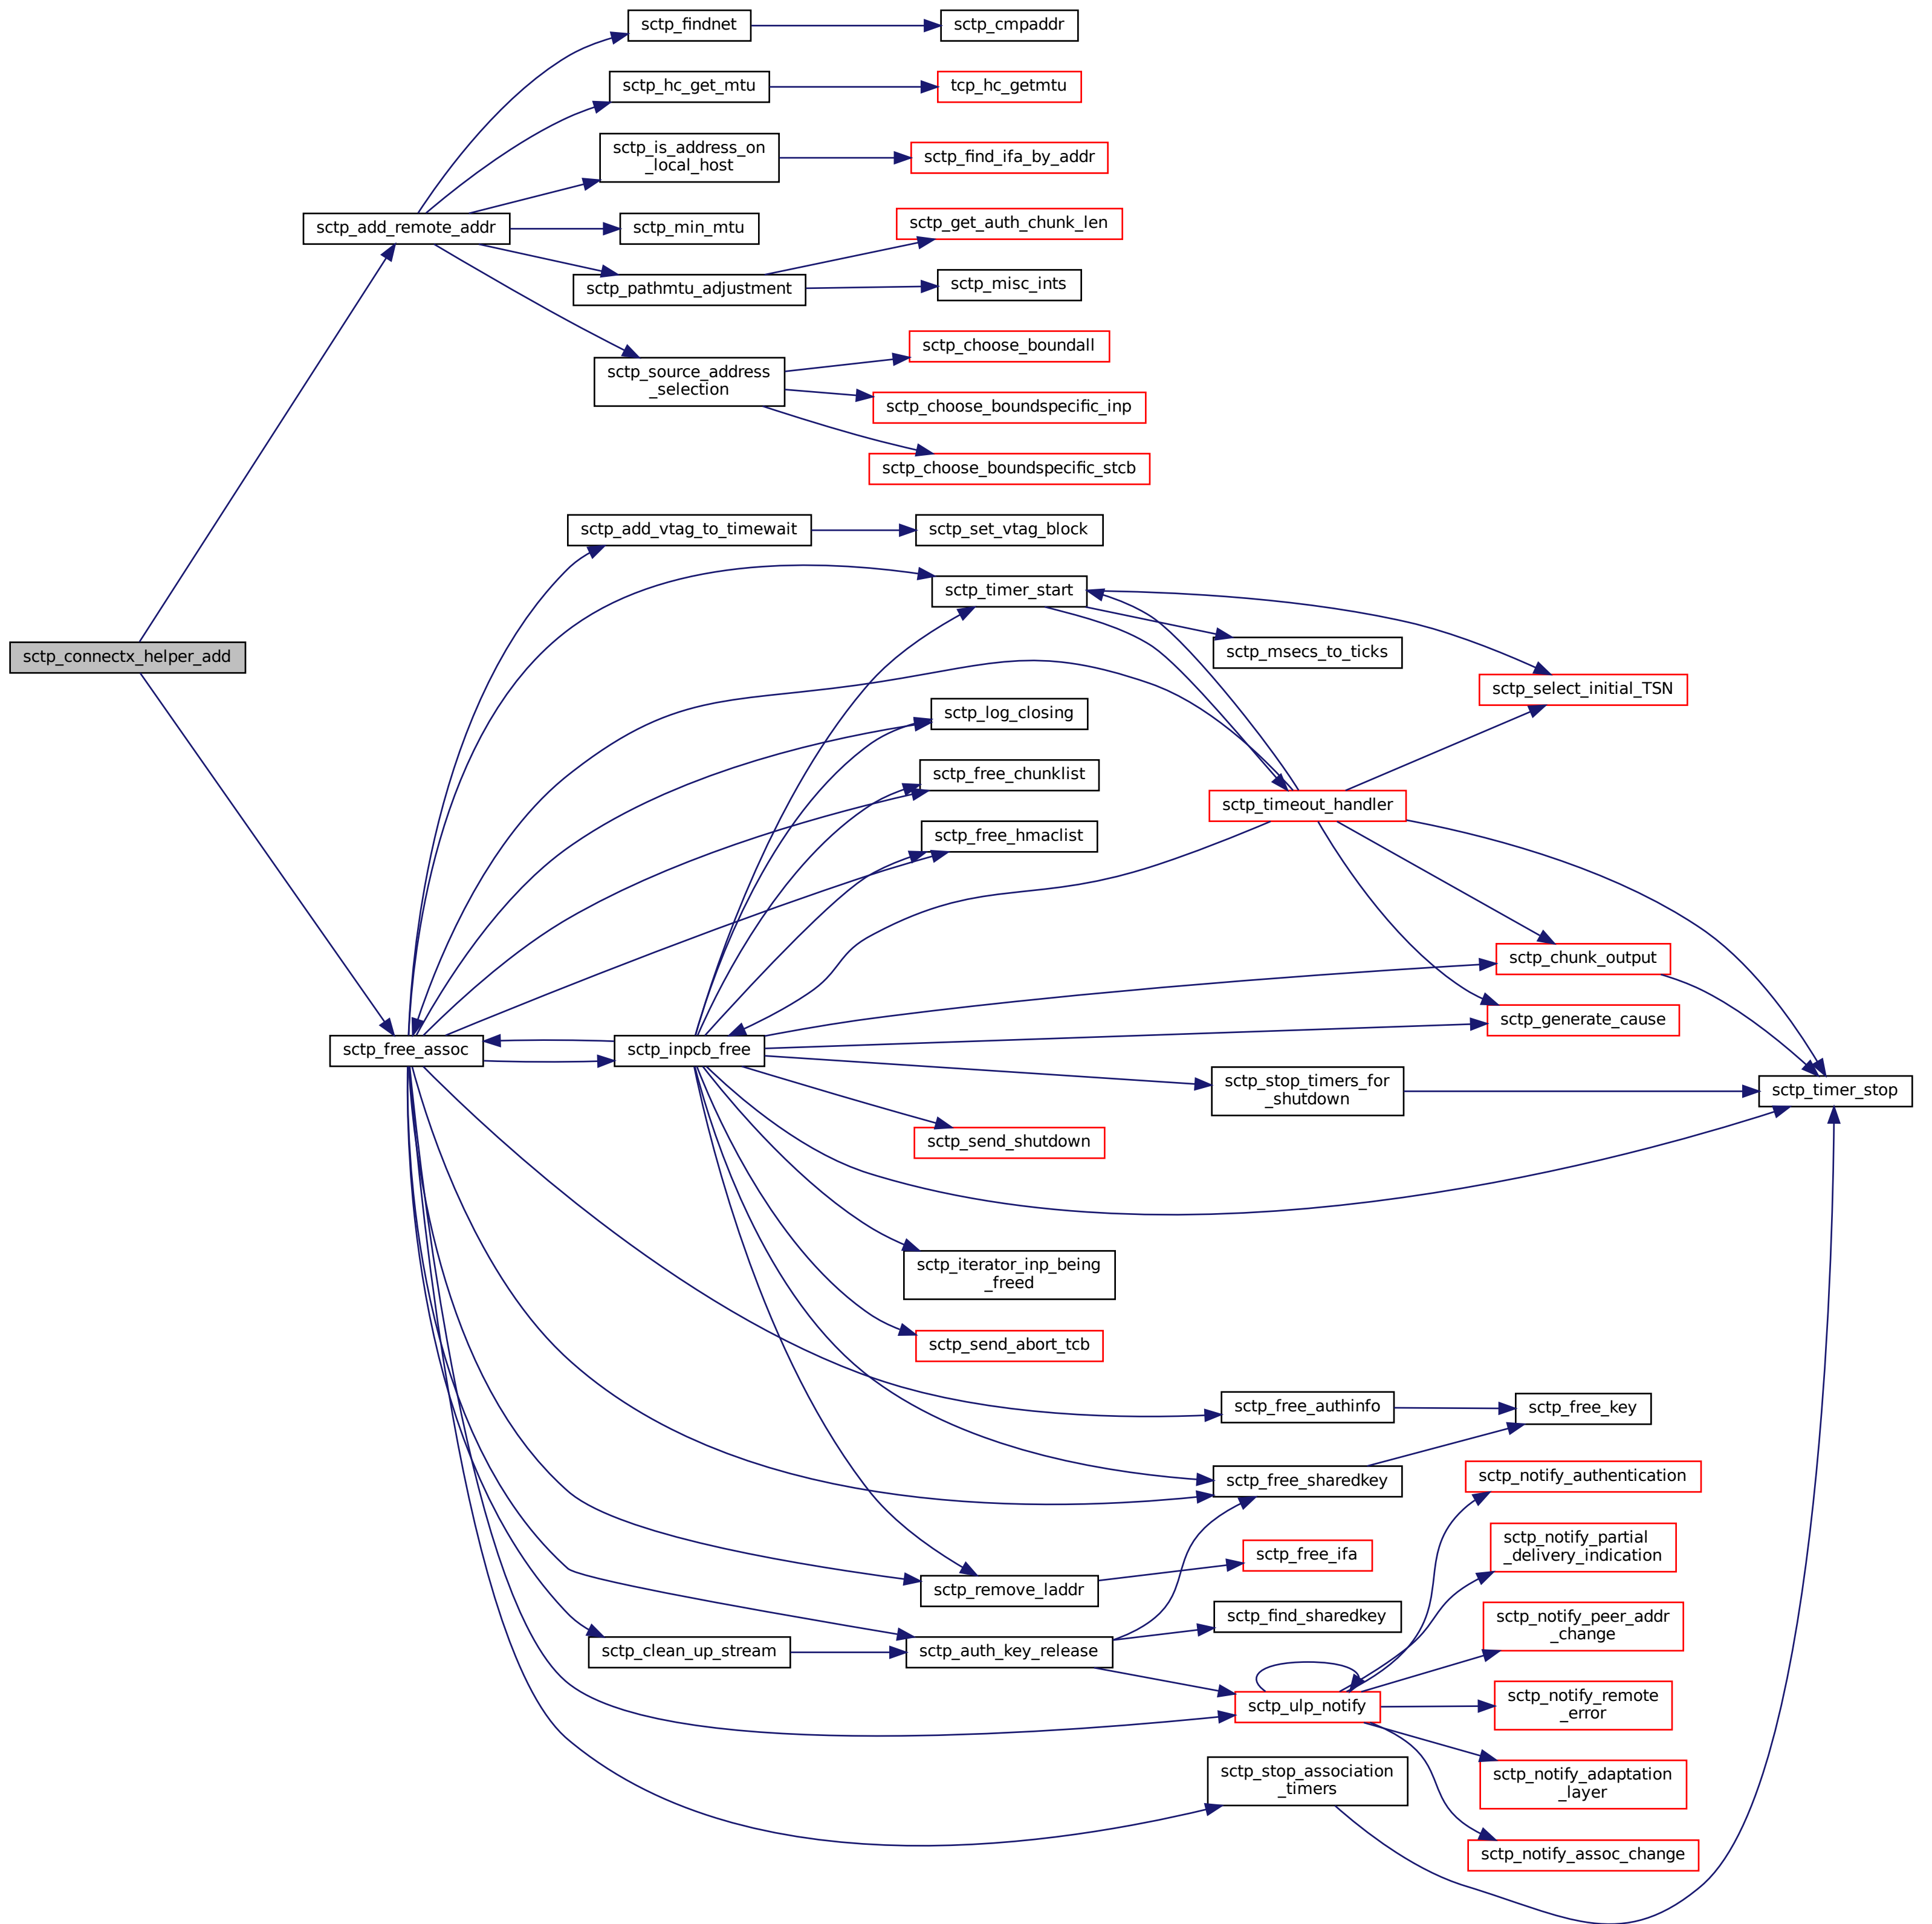 sctp_findnet
sctp_cmpaddr
sctp_hc_get_mtu
tcp_hc_getmtu
sctp_is_address_on
_local_host
sctp_find_ifa_by_addr
sctp_add_remote_addr
sctp_min_mtu
sctp_get_auth_chunk_len
sctp_pathmtu_adjustment
sctp_misc_ints
sctp_source_address
_selection
sctp_choose_boundall
sctp_choose_boundspecific_inp
sctp_choose_boundspecific_stcb
sctp_add_vtag_to_timewait
sctp_set_vtag_block
sctp_timer_start
sctp_msecs_to_ticks
sctp_connectx_helper_add
sctp_select_initial_TSN
sctp_log_closing
sctp_free_chunklist
sctp_timeout_handler
sctp_free_hmaclist
sctp_chunk_output
sctp_generate_cause
sctp_free_assoc
sctp_inpcb_free
sctp_stop_timers_for
_shutdown
sctp_timer_stop
sctp_send_shutdown
sctp_iterator_inp_being
_freed
sctp_send_abort_tcb
sctp_free_authinfo
sctp_free_key
sctp_free_sharedkey
sctp_notify_authentication
sctp_notify_partial
_delivery_indication
sctp_free_ifa
sctp_remove_laddr
sctp_find_sharedkey
sctp_notify_peer_addr
_change
sctp_clean_up_stream
sctp_auth_key_release
sctp_ulp_notify
sctp_notify_remote
_error
sctp_stop_association
_timers
sctp_notify_adaptation
_layer
sctp_notify_assoc_change